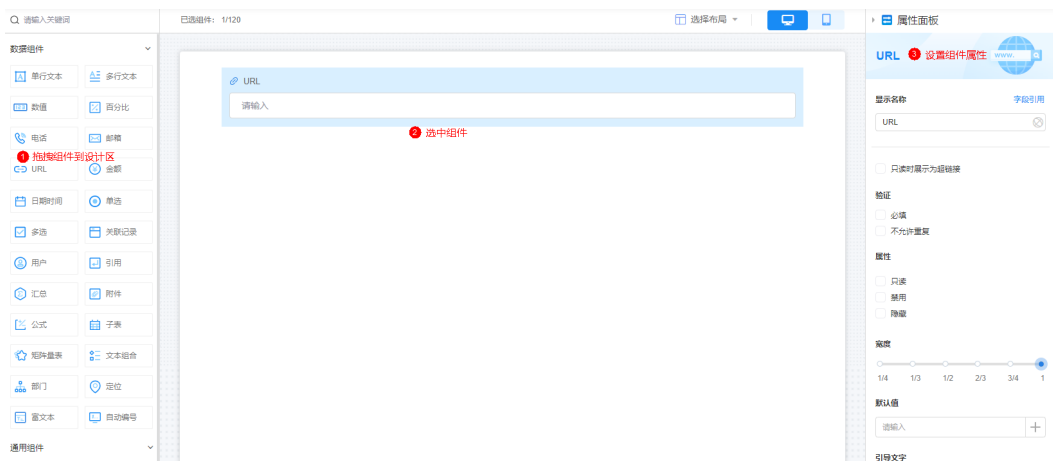 请输入关键词
已选组件: 1/120
选择布局
属性面板
数据组件
URL
3 设置组件属性
www.
单行文本
多行文本
URL
数值
百分比
请输入
显示名称
字段引用
URL
电话
邮箱
2 选中组件
1 拖拽组件到设计区
URL
金额
只读时展示为超链接
日期时间
单选
验证
必填
多选
关联记录
不允许重复
用户
引用
属性
只读
汇总
附件
禁用
隐藏
公式
子表
宽度
矩阵量表
文本组合
1/4 1/3 1/2 2/3 3/4 1
部门
定位
默认值
富文本
自动编号
请输入
通用组件
引导文字